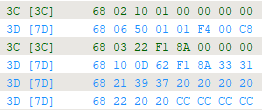 3C [3C] 68 02 10 01 00 00 00 00
3D [7D] 68 06 50 01 01 F4 00 C8
3C [3C] 68 03 22 F1 8A 00 00 00
3D [7D] 68 10 0D 62 F1 8A 33 31
3D [7D] 68 21 39 37 20 20 20 20
3D [7D] 68 22 20 20 CC CC CC CC